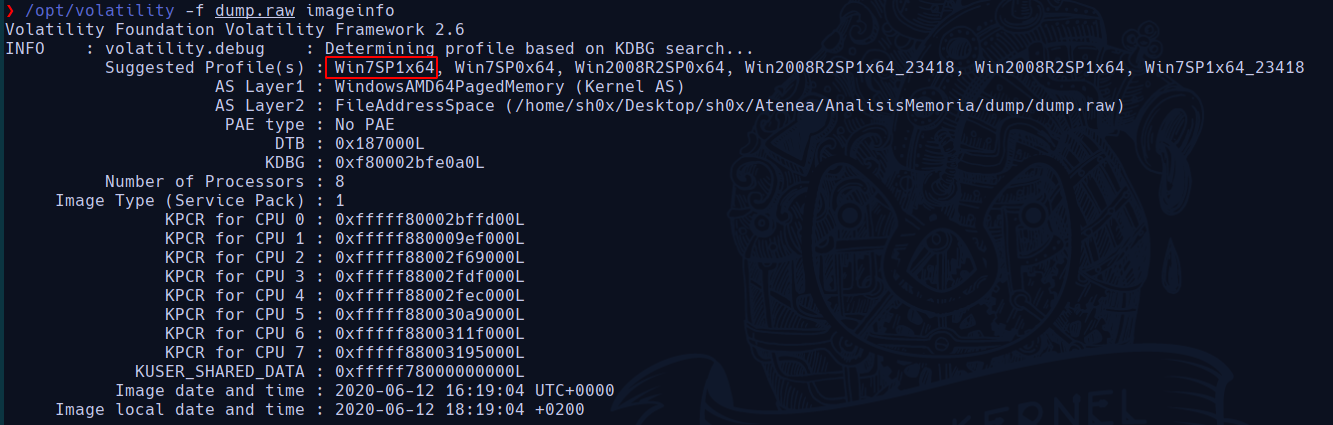 ❯ /opt/volatility -f dump.raw imageinfo
Volatility Foundation Volatility Framework 2.6
INFO    : volatility.debug    : Determining profile based on KDBG search...
Suggested Profile(s) : Win7SP1x64, Win7SP0x64, Win2008R2SP0x64, Win2008R2SP1x64_23418, Win2008R2SP1x64, Win7SP1x64_23418
AS Layer1 : WindowsAMD64PagedMemory (Kernel AS)
AS Layer2 : FileAddressSpace (/home/sh0x/Desktop/sh0x/Atenea/AnalisisMemoria/dump/dump.raw)
PAE type : No PAE
DTB : 0x187000L
KDBG : 0xf80002bfe0a0L
Number of Processors : 8
Image Type (Service Pack) : 1
KPCR for CPU 0 : 0xfffff80002bffd00L
KPCR for CPU 1 : 0xfffff880009ef000L
KPCR for CPU 2 : 0xfffff88002f69000L
KPCR for CPU 3 : 0xfffff88002fdf000L
KPCR for CPU 4 : 0xfffff88002fec000L
KPCR for CPU 5 : 0xfffff880030a9000L
KPCR for CPU 6 : 0xfffff8800311f000L
KPCR for CPU 7 : 0xfffff88003195000L
KUSER_SHARED_DATA : 0xfffff78000000000L
Image date and time : 2020-06-12 16:19:04 UTC+0000
Image local date and time : 2020-06-12 18:19:04 +0200
KERNEL